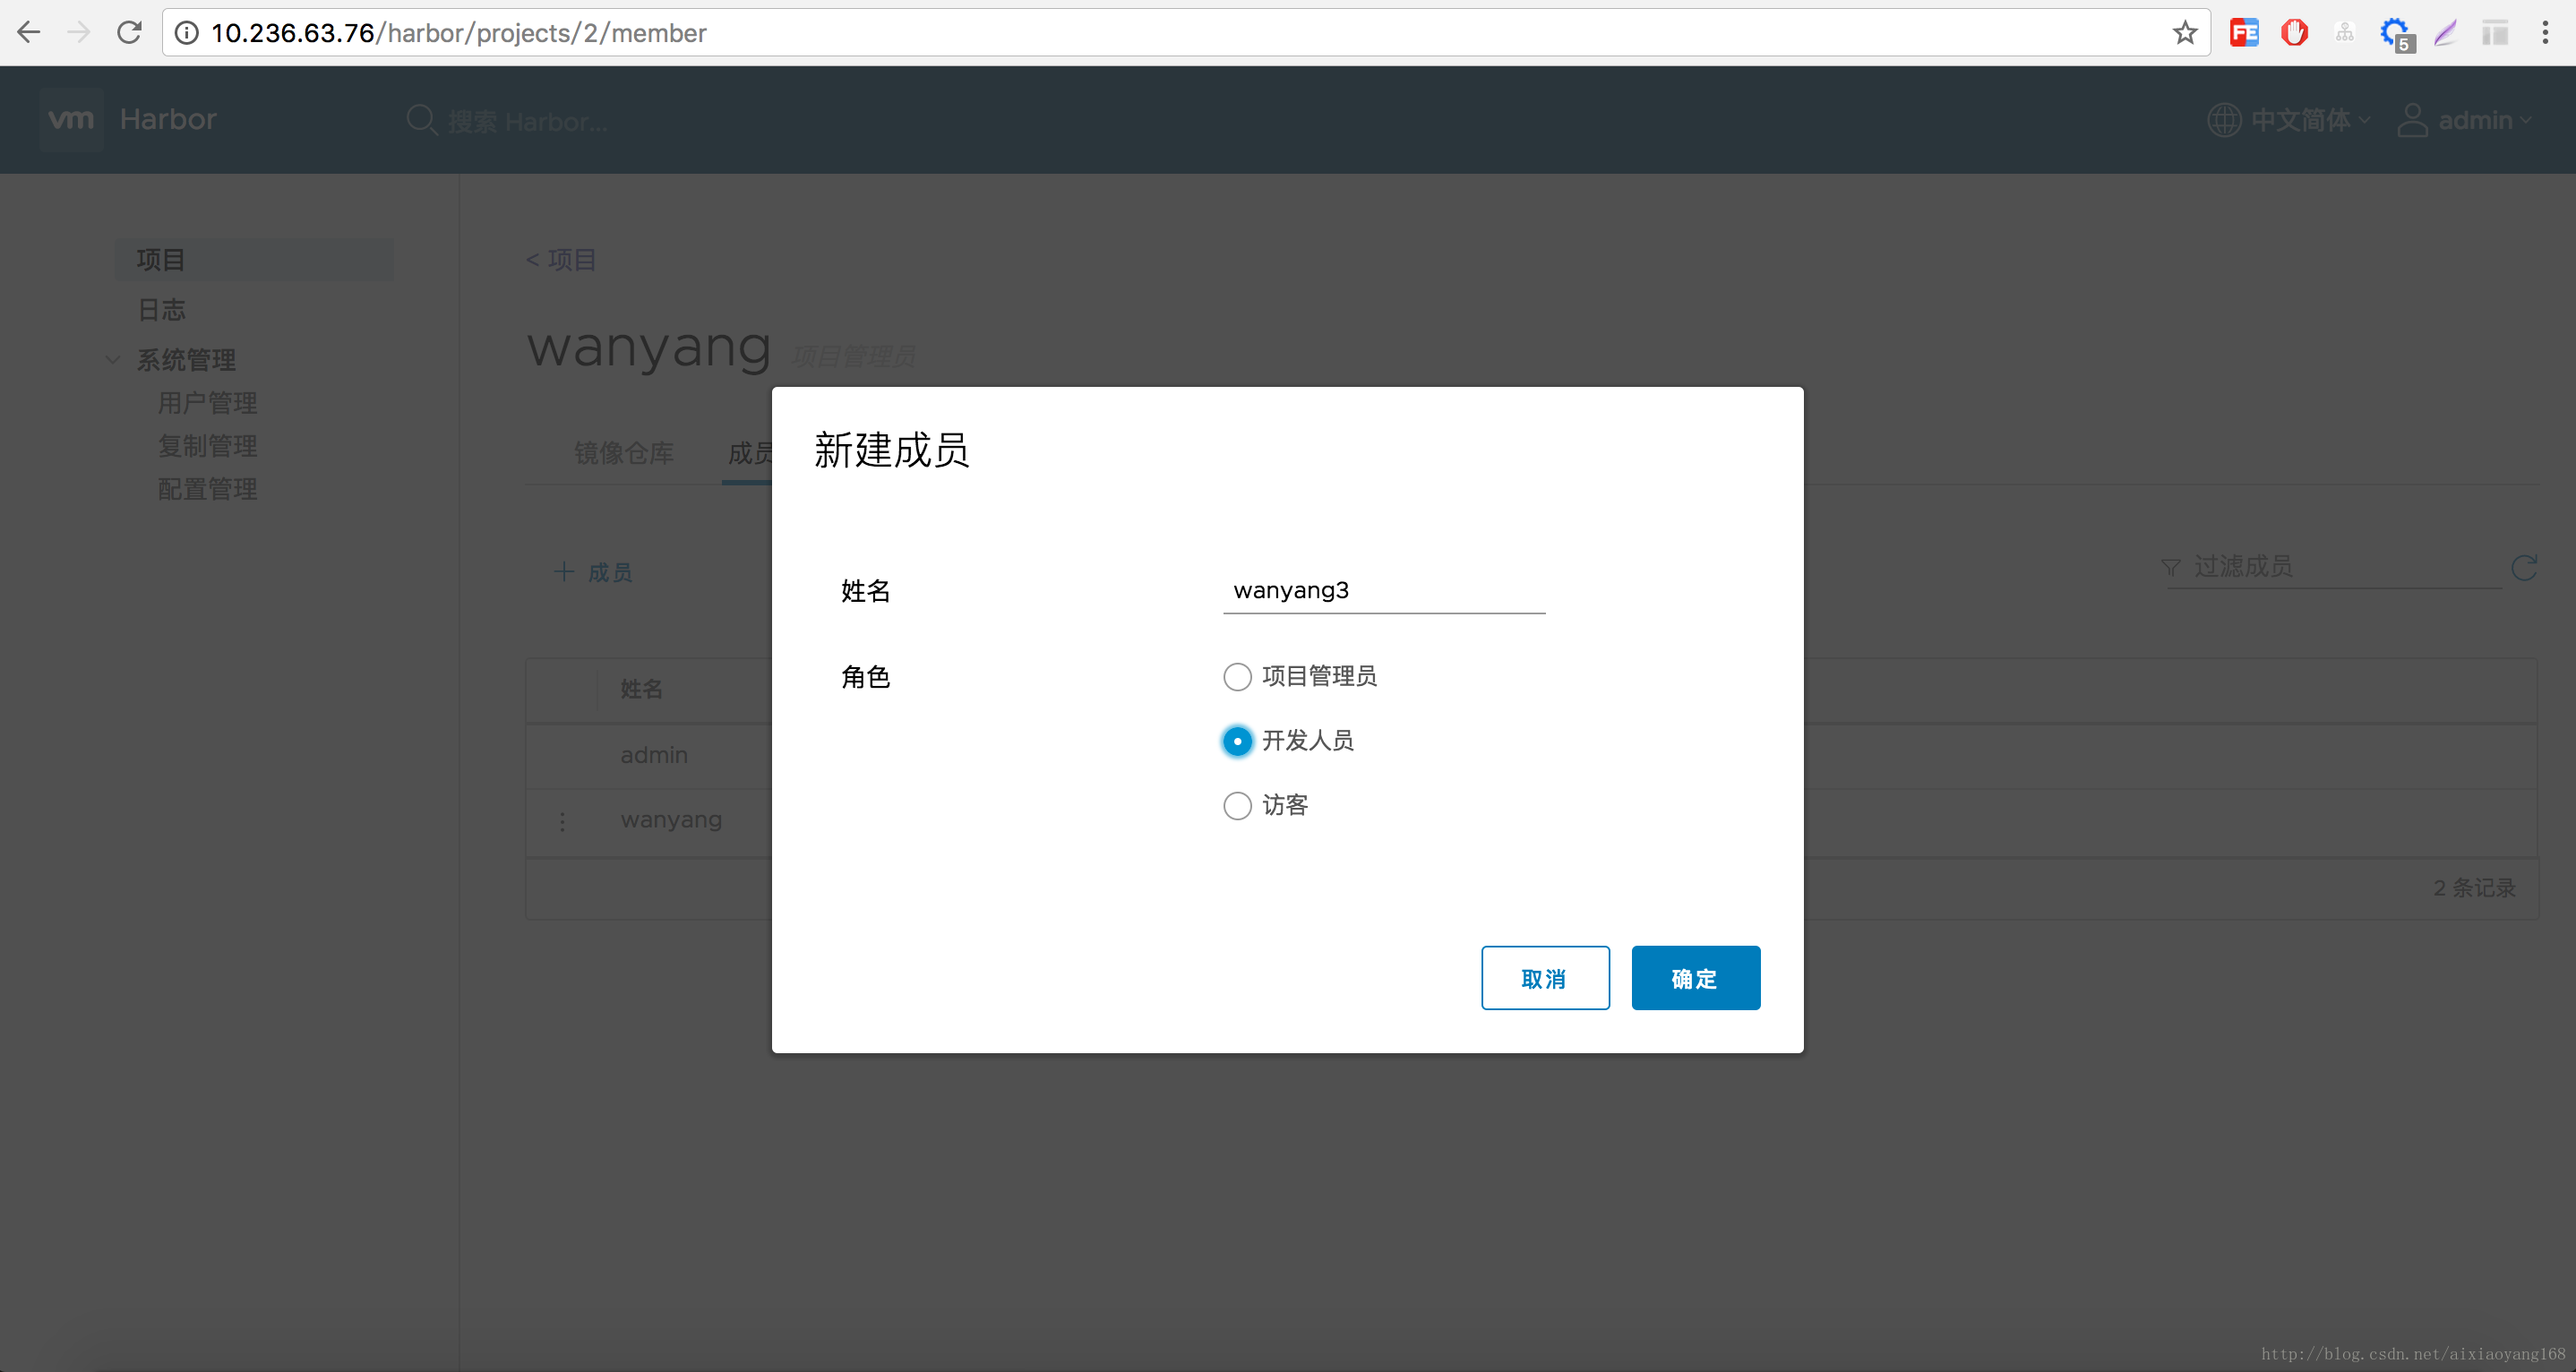 10.236.63.76/harbor/projects/2/member
FE
5
vm Harbor
搜索 Harbor...
中文简体
admin
项目
日志
系统管理
用户管理
复制管理
配置管理
< 项目
wanyang 项目管理员
镜像仓库
成员
+ 成员
过滤成员
姓名
admin
wanyang
2 条记录
新建成员
姓名
wanyang3
角色
项目管理员
开发人员
访客
取消
确定
http://blog.csdn.net/aixiaoyang168